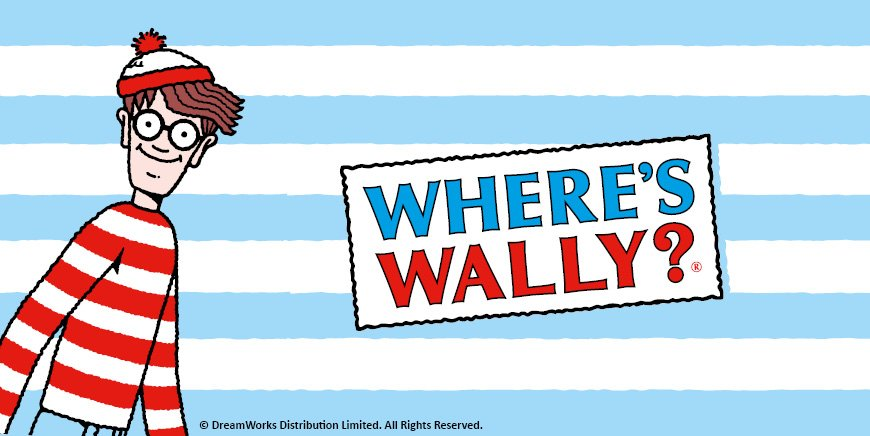 WHERE'S
WALLY?®
© DreamWorks Distribution Limited. All Rights Reserved.